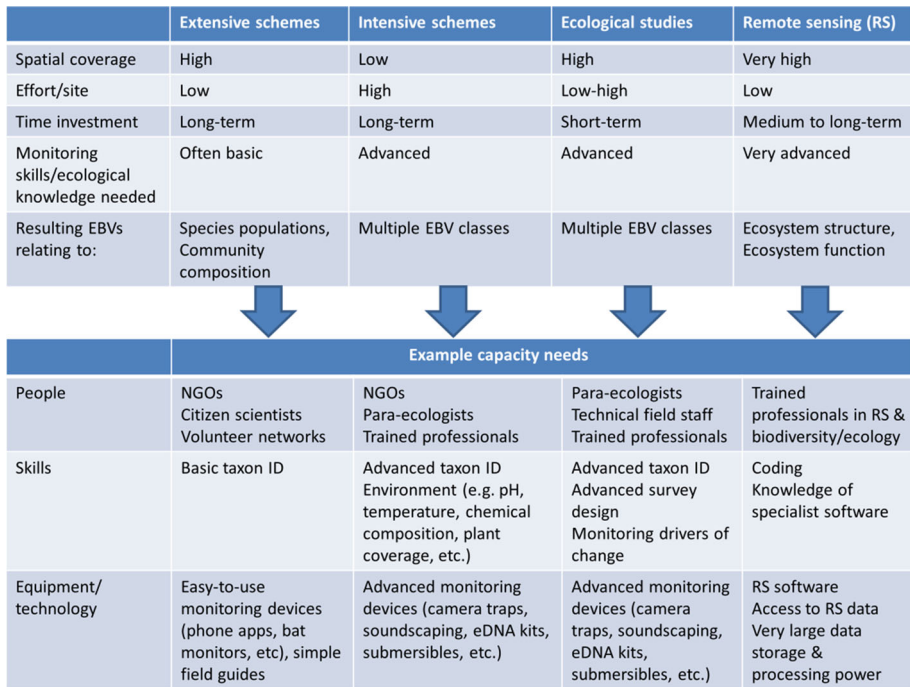 Extensive schemes Intensive schemes Ecological studies Remote sensing (RS)
Spatial coverage High Low High Very high
Effort/site Low High Low-high Low
Time investment Long-term Long-term Short-term Medium to long-term
Monitoring Often basic Advanced Advanced Very advanced
skills/ecological
knowledge needed
Resulting EBVs Species populations, Multiple EBV classes Multiple EBV classes Ecosystem structure,
relating to: Community Ecosystem function
composition
Example capacity needs
People NGOs NGOs Para-ecologists Trained
Citizen scientists Para-ecologists Technical field staff professionals in RS &
Volunteer networks Trained professionals Trained professionals biodiversity/ecology
Skills Basic taxon ID Advanced taxon ID Advanced taxon ID Coding
Environment (e.g. pH, Advanced survey Knowledge of
temperature, chemical design specialist software
composition, plant Monitoring drivers of
coverage, etc.) change
Equipment/ Easy-to-use Advanced monitoring Advanced monitoring RS software
technology monitoring devices devices (camera traps, devices (camera Access to RS data
(phone apps, bat soundscaping, eDNA kits, traps, soundscaping, Very large data
monitors, etc), simple submersibles, etc.) eDNA kits, storage &
field guides submersibles, etc.) processing power